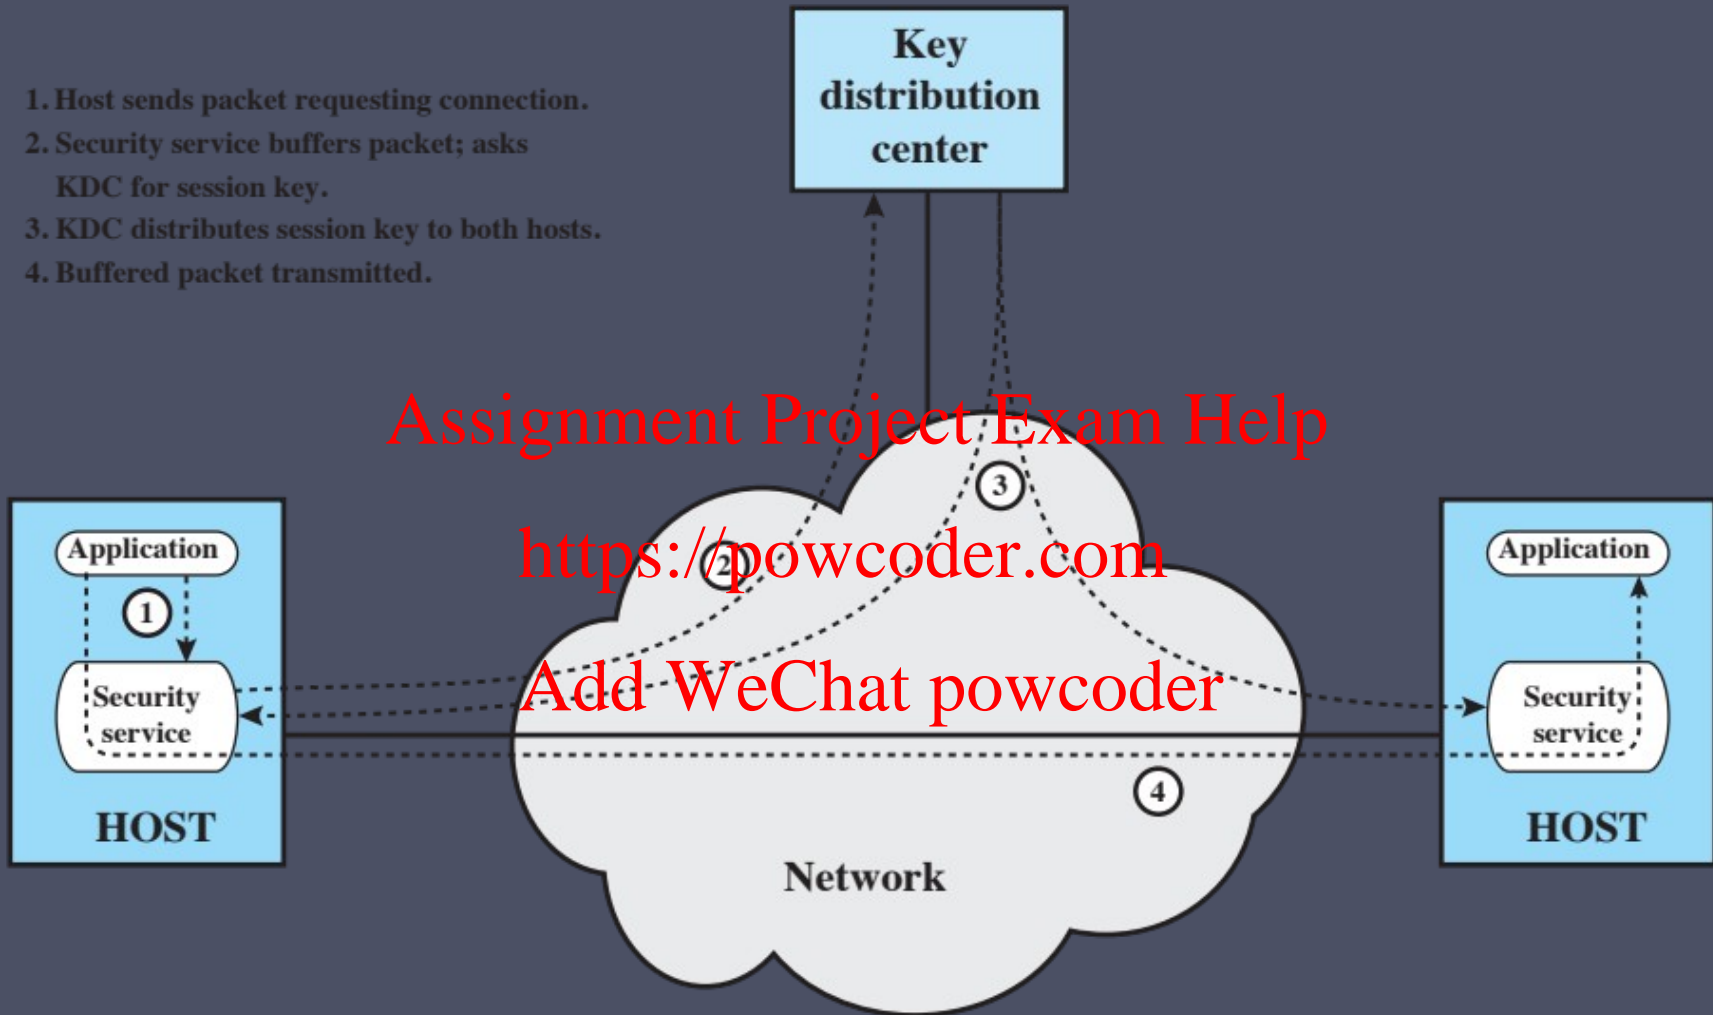 Key
distribution
center
1. Host sends packet requesting connection.
2. Security service buffers packet; asks
KDC for session key.
3. KDC distributes session key to both hosts.
4. Buffered packet transmitted.
Assignment Project Exam Help
3
https://powcoder.com
2
Application
1
Application
Add WeChat powcoder
Security
service
Security
service
4
HOST
HOST
Network